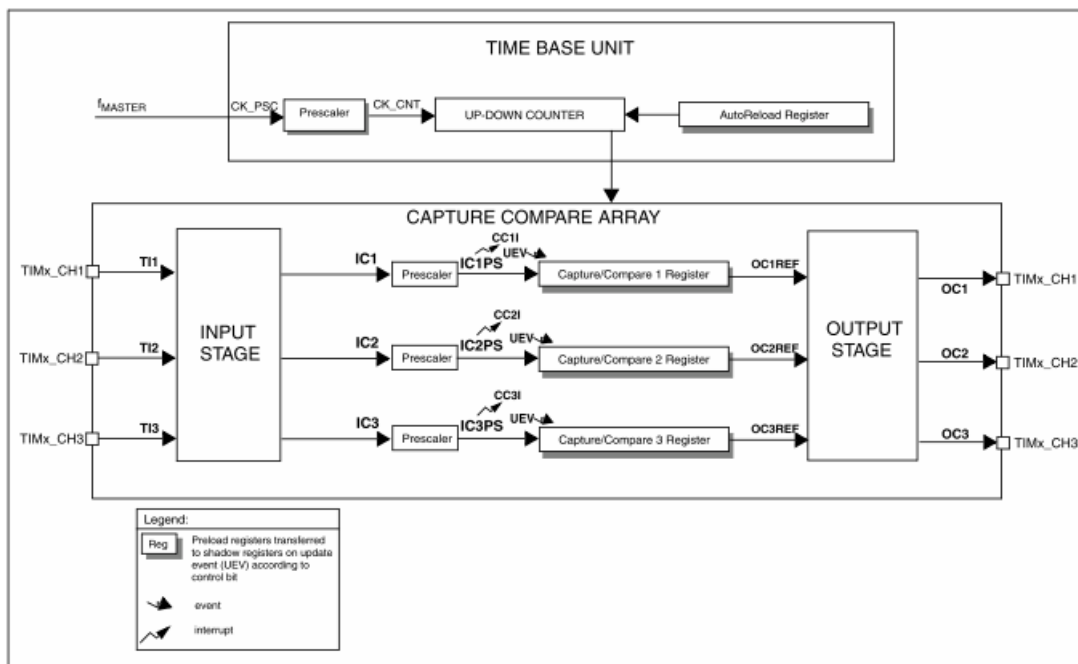 TIME BASE UNIT
fMASTER
CK_PSC
Prescaler
CK_CNT
UP-DOWN COUNTER
AutoReload Register
CAPTURE COMPARE ARRAY
TIMx_CH1
TI1
INPUT
STAGE
IC1
Prescaler
IC1PS
CC1I
UEV
Capture/Compare 1 Register
OC1REF
OUTPUT
STAGE
OC1
TIMx_CH1
TIMx_CH2
TI2
IC2
Prescaler
IC2PS
CC2I
UEV
Capture/Compare 2 Register
OC2REF
OC2
TIMx_CH2
TIMx_CH3
TI3
IC3
Prescaler
IC3PS
CC3I
UEV
Capture/Compare 3 Register
OC3REF
OC3
TIMx_CH3
Legend:
Reg
Preload registers transferred
to shadow registers on update
event (UEV) according to
control bit
event
interrupt